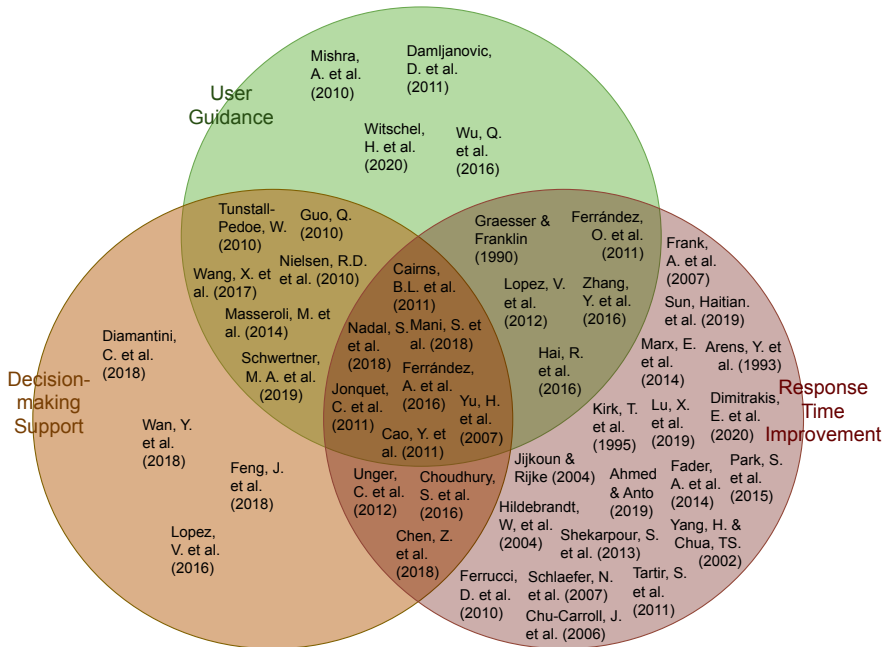 User
Guidance
Mishra,
A. et al.
(2010)
Damljanovic,
D. et al.
(2011)
Witschel,
H. et al.
(2020)
Wu, Q.
et al.
(2016)
Tunstall-
Pedoe, W.
(2010)
Guo, Q.
(2010)
Wang, X. et
al. (2017)
Nielsen, R.D.
et al. (2010)
Masseroli, M. et
al. (2014)
Schwertner,
M. A. et al.
(2019)
Graesser &
Franklin
(1990)
Ferrández,
O. et al.
(2011)
Lopez, V.
et al.
(2012)
Zhang,
Y. et al.
(2016)
Hai, R.
et al.
(2016)
Cairns,
B.L. et al.
(2011)
Nadal, S.
et al.
(2018)
Mani, S. et
al. (2018)
Ferrández,
A. et al.
(2016)
Jonquet,
C. et al.
(2011)
Yu, H.
et al.
(2007)
Cao, Y. et
al. (2011)
Decision-
making
Support
Diamantini,
C. et al.
(2018)
Wan, Y.
et al.
(2018)
Feng, J.
et al.
(2018)
Lopez,
V. et al.
(2016)
Unger,
C. et al.
(2012)
Choudhury,
S. et al.
(2016)
Chen, Z.
et al.
(2018)
Response
Time
Improvement
Frank,
A. et al.
(2007)
Sun, Haitian.
et al. (2019)
Marx, E.
et al.
(2014)
Arens, Y. et
al. (1993)
Kirk, T.
et al.
(1995)
Lu, X.
et al.
(2019)
Dimitrakis,
E. et al.
(2020)
Jijkoun &
Rijke (2004)
Ahmed
& Anto
(2019)
Fader,
A. et al.
(2014)
Park, S.
et al.
(2015)
Hildebrandt,
W, et al.
(2004)
Shekarpour, S.
et al. (2013)
Yang, H. &
Chua, TS.
(2002)
Ferrucci,
D. et al.
(2010)
Schlaefer, N.
et al. (2007)
Tartir, S.
et al.
(2011)
Chu-Carroll, J.
et al. (2006)